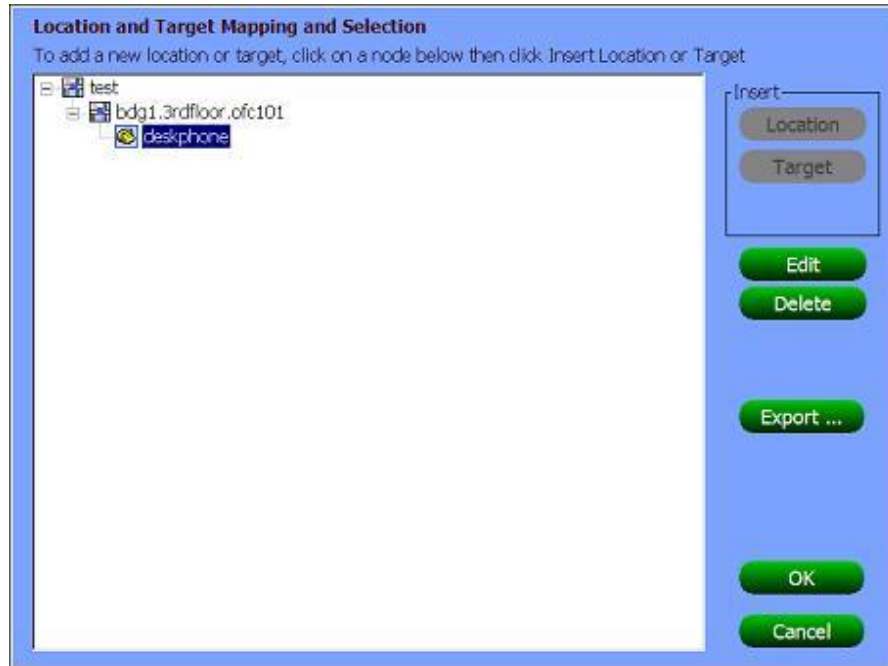 Location and Target Mapping and Selection
To add a new location or target, click on a node below then click Insert Location or Target
test
bdg1.3rdfloor.ofc101
deskphone
Insert
Location
Target
Edit
Delete
Export ...
OK
Cancel